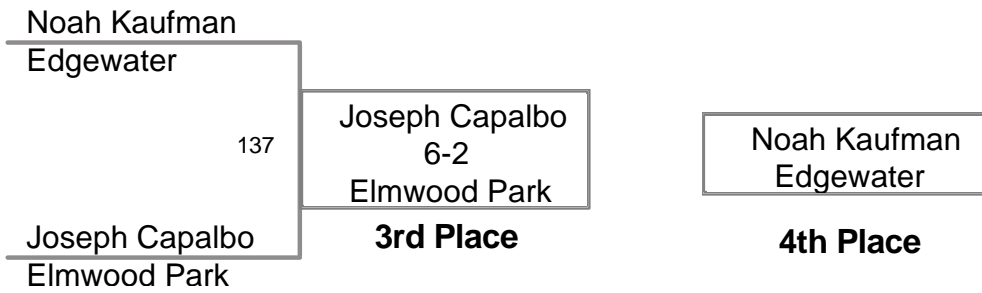 Noah Kaufman
Edgewater
137
Joseph Capalbo
6-2
Elmwood Park
3rd Place
Joseph Capalbo
Elmwood Park
Noah Kaufman
Edgewater
4th Place